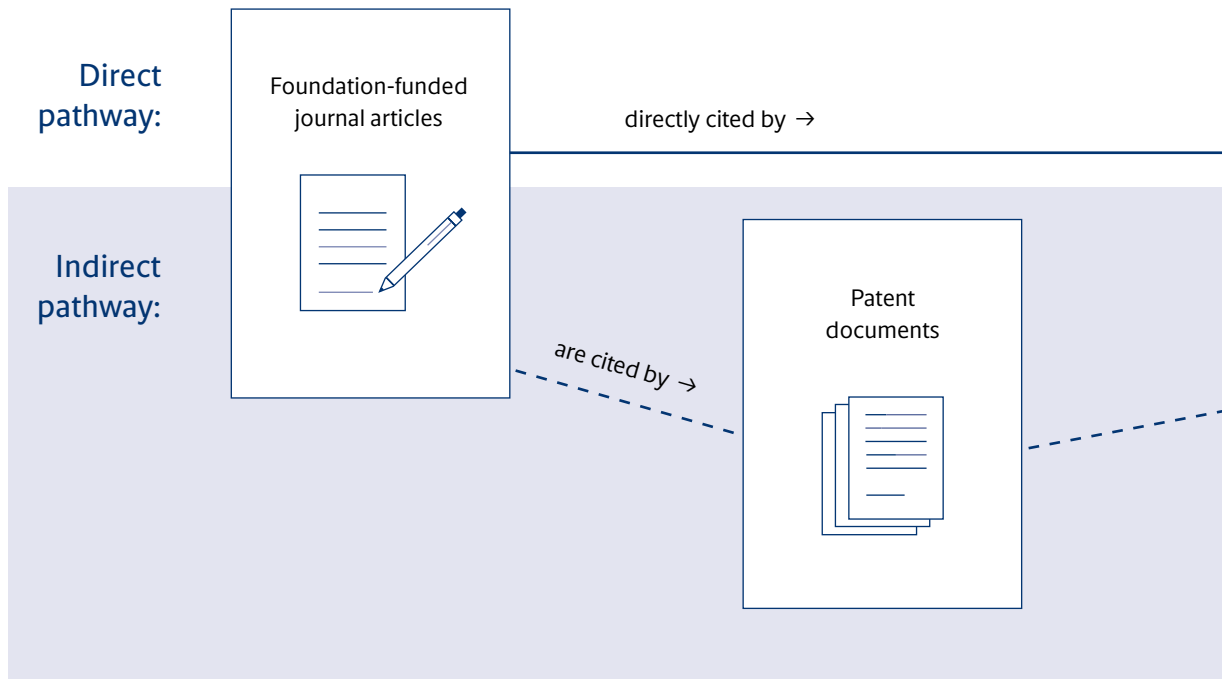 Direct
pathway:
Foundation-funded
journal articles
directly cited by →
Indirect
pathway:
are cited by →
Patent
documents